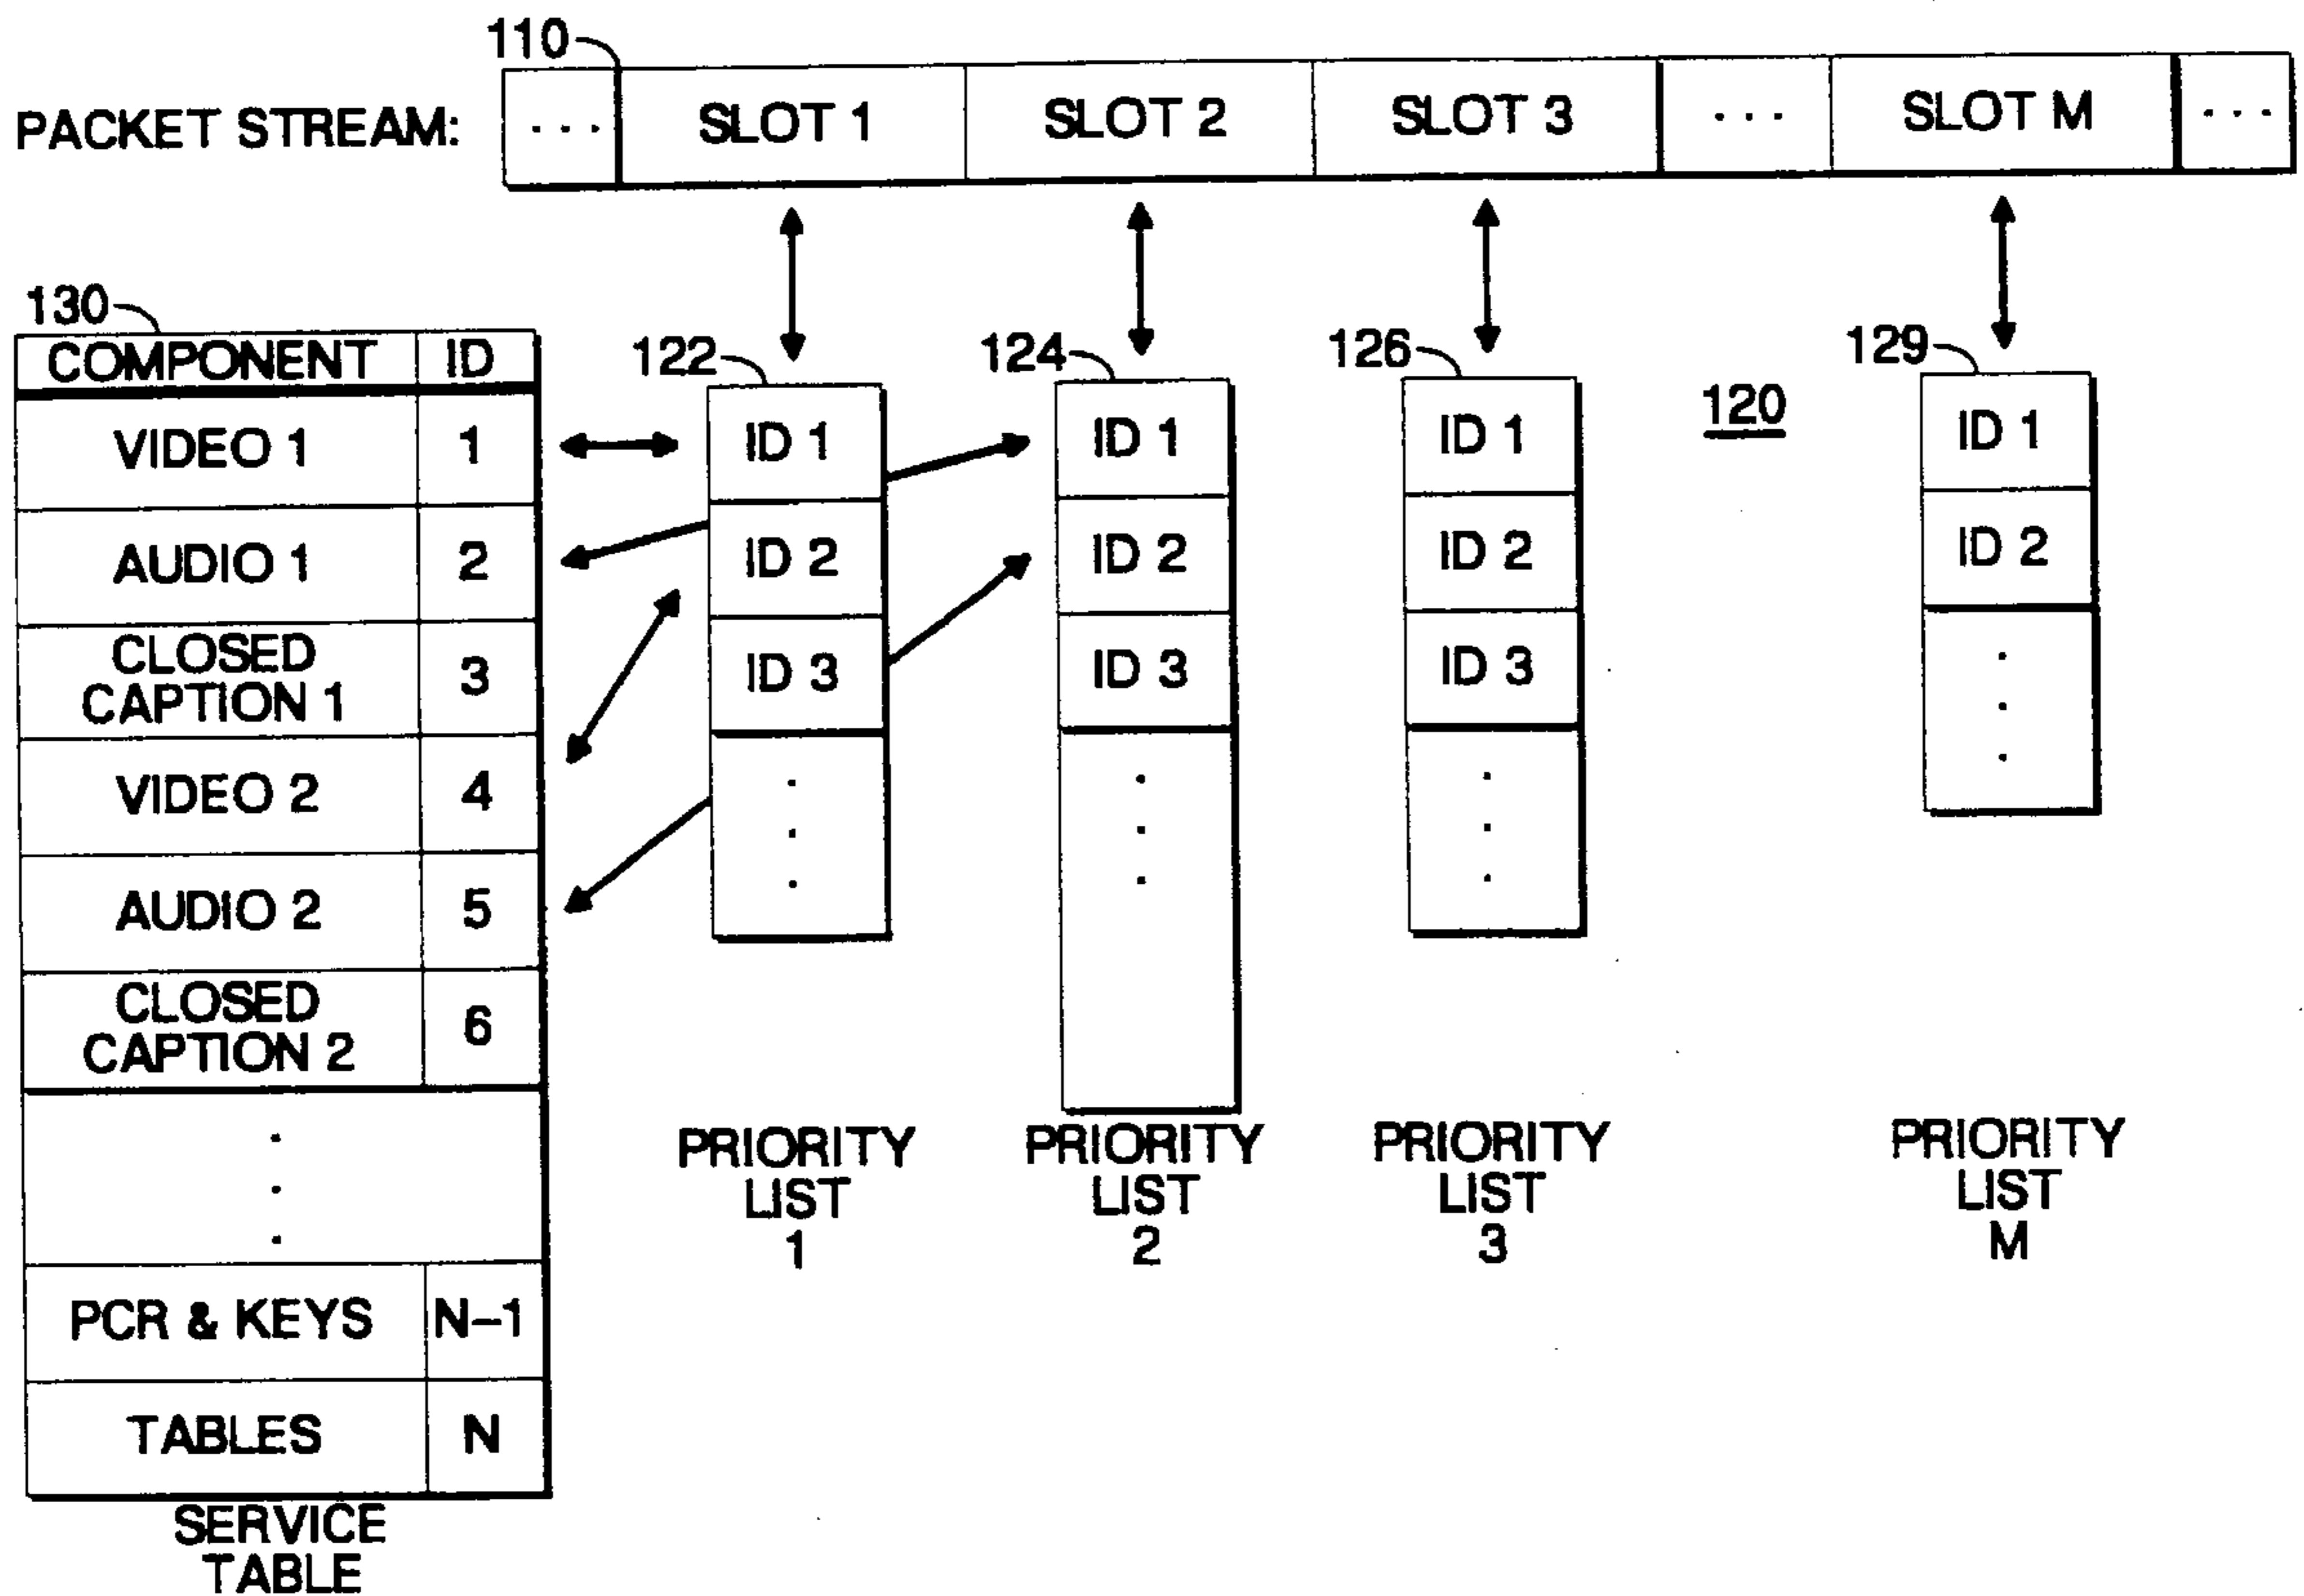 110
PACKET STREAM: ... SLOT 1 SLOT 2 SLOT 3 ... SLOT M ...
130
COMPONENT ID
VIDEO 1 1
AUDIO 1 2
CLOSED
CAPTION 1 3
VIDEO 2 4
AUDIO 2 5
CLOSED
CAPTION 2 6
.
.
.
PCR & KEYS N-1
TABLES N
SERVICE
TABLE
122
ID 1
ID 2
ID 3
.
.
.
PRIORITY
LIST
1
124
ID 1
ID 2
ID 3
.
.
.
PRIORITY
LIST
2
126
ID 1
ID 2
ID 3
.
.
.
PRIORITY
LIST
3
120
129
ID 1
ID 2
.
.
.
PRIORITY
LIST
M